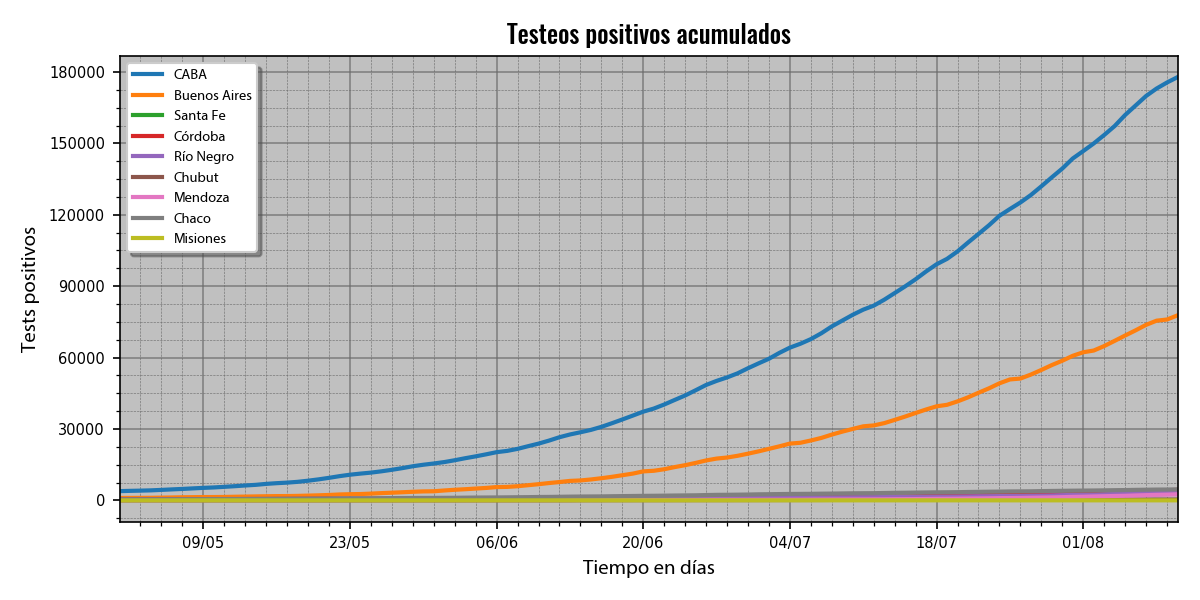 Testeos positivos acumulados
180000
150000
120000
90000
60000
30000
0
Tests positivos
CABA
Buenos Aires
Santa Fe
Córdoba
Río Negro
Chubut
Mendoza
Chaco
Misiones
09/05
23/05
06/06
20/06
04/07
18/07
01/08
Tiempo en días